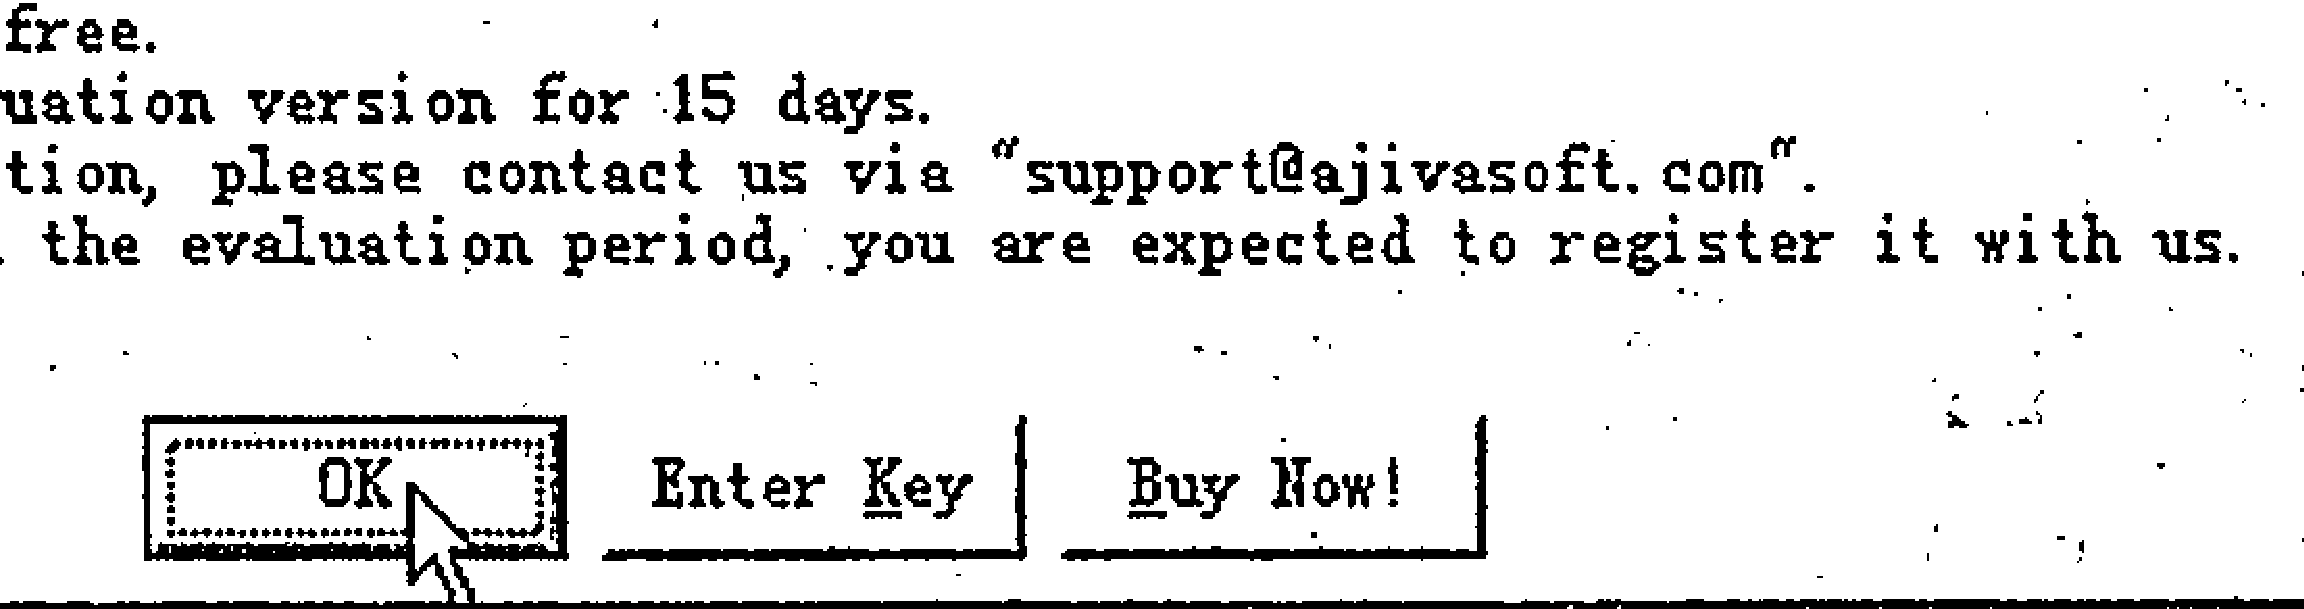 free.
uation version for 15 days.
tion, please contact us via "support@ajivasoft.com".
the evaluation period, you are expected to register it with us.
OK Enter Key Buy Now!